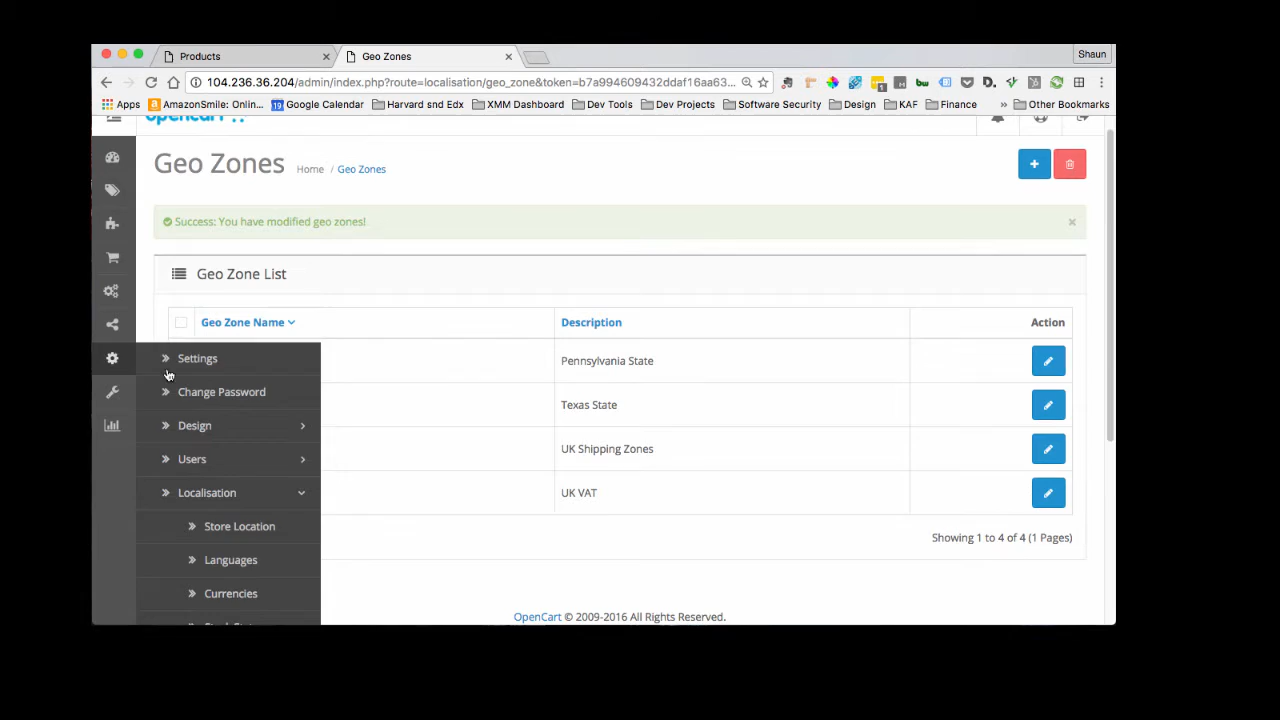 Products
Geo Zones
Shaun
104.236.36.204/admin/index.php?route=localisation/geo_zone&token=b7a994609432ddaf16aa63...
Apps
AmazonSmile: Onlin...
19 Google Calendar
Harvard snd Edx
XMM Dashboard
Dev Tools
Dev Projects
Software Security
Design
KAF
Finance
» Other Bookmarks
opencart
Geo Zones
Home / Geo Zones
Success: You have modified geo zones!
×
Geo Zone List
Geo Zone Name
Description
Action
Settings
Pennsylvania State
Change Password
Texas State
Design
Users
UK Shipping Zones
Localisation
UK VAT
Store Location
Showing 1 to 4 of 4 (1 Pages)
Languages
Currencies
OpenCart © 2009-2016 All Rights Reserved.